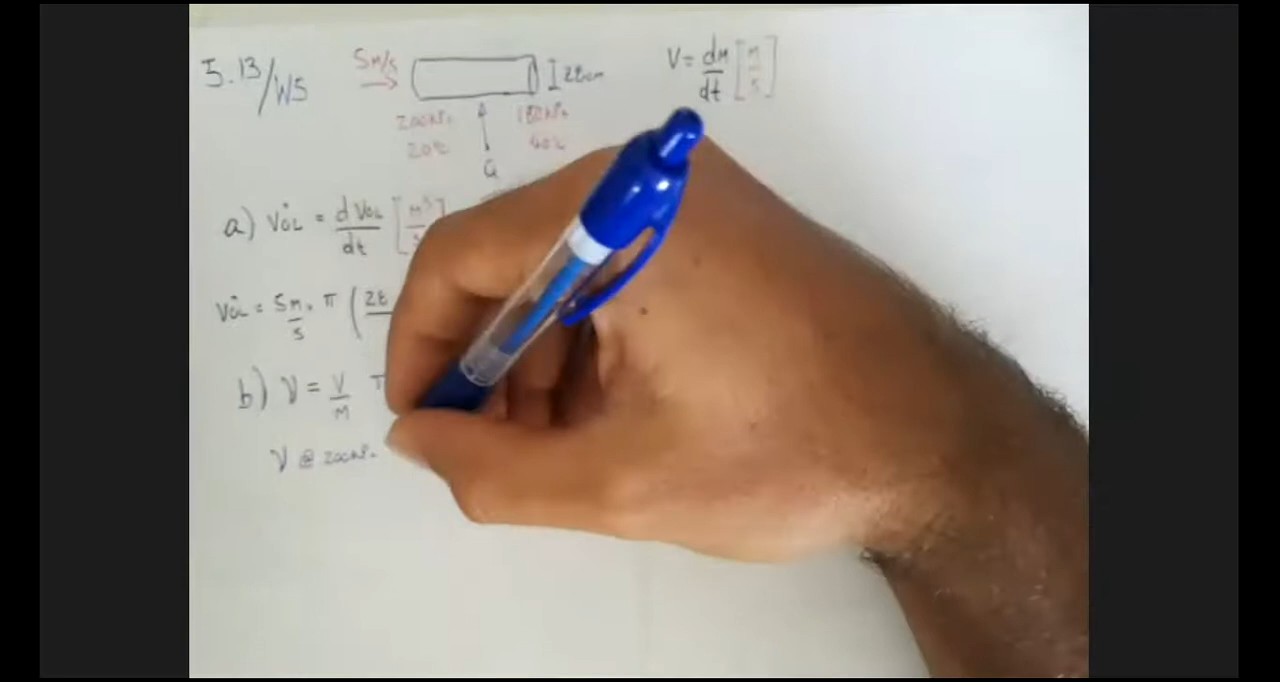 5.13/WS
5m/s
28cm
V = dm/dt [m/s]
200kPa
180kPa
20°C
40°C
Q
a) Vol = dVol/dt [m³/s]
Vol = 5m/s · π (28
b) V = V/m
V @ 200kPa